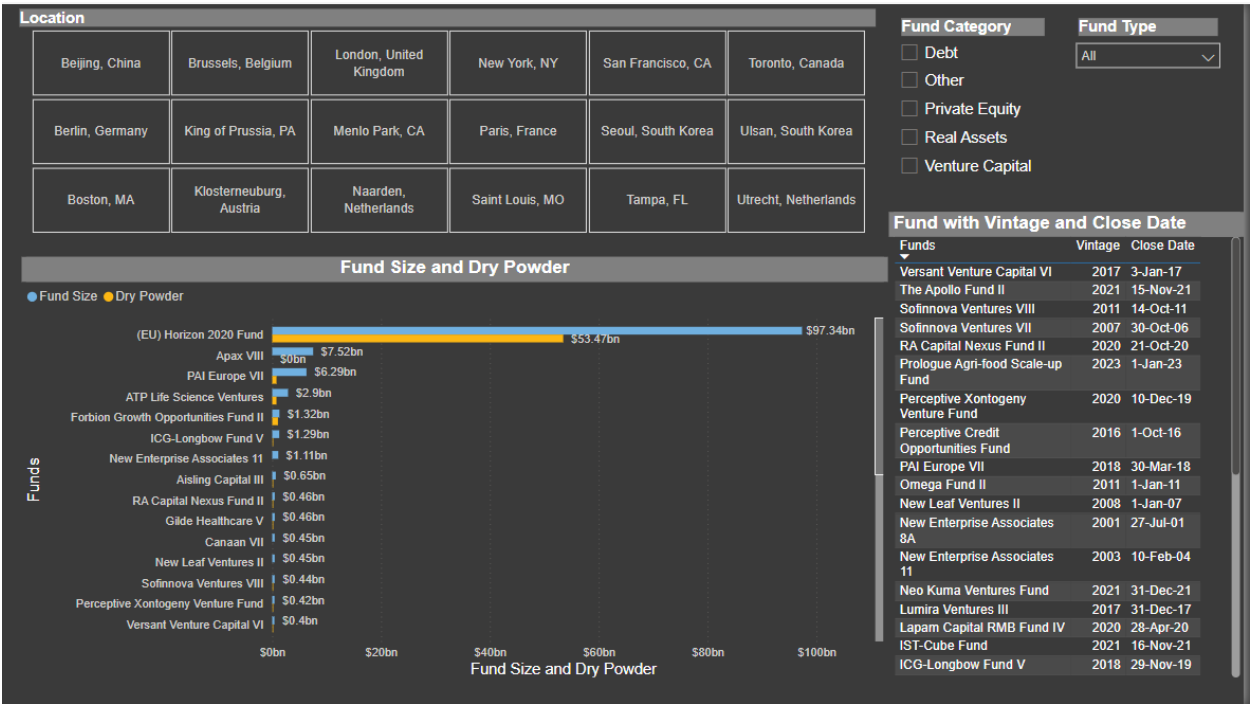 Location
Beijing, China
Brussels, Belgium
London, United
Kingdom
New York, NY
San Francisco, CA
Toronto, Canada
Berlin, Germany
King of Prussia, PA
Menlo Park, CA
Paris, France
Seoul, South Korea
Ulsan, South Korea
Boston, MA
Klosterneuburg,
Austria
Naarden,
Netherlands
Saint Louis, MO
Tampa, FL
Utrecht, Netherlands
Fund Category
Debt
Other
Private Equity
Real Assets
Venture Capital
Fund Type
All
Fund Size and Dry Powder
Fund Size Dry Powder
Funds
(EU) Horizon 2020 Fund $97.34bn
$53.47bn
Apax VIII $7.52bn
$0bn
PAI Europe VII $6.29bn
ATP Life Science Ventures $2.9bn
Forbion Growth Opportunities Fund II $1.32bn
ICG-Longbow Fund V $1.29bn
New Enterprise Associates 11 $1.11bn
Aisling Capital III $0.65bn
RA Capital Nexus Fund II $0.46bn
Gilde Healthcare V $0.46bn
Canaan VII $0.45bn
New Leaf Ventures II $0.45bn
Sofinnova Ventures VIII $0.44bn
Perceptive Xontogeny Venture Fund $0.42bn
Versant Venture Capital VI $0.4bn
$0bn $20bn $40bn $60bn $80bn $100bn
Fund Size and Dry Powder
Fund with Vintage and Close Date
Funds Vintage Close Date
Versant Venture Capital VI 2017 3-Jan-17
The Apollo Fund II 2021 15-Nov-21
Sofinnova Ventures VIII 2011 14-Oct-11
Sofinnova Ventures VII 2007 30-Oct-06
RA Capital Nexus Fund II 2020 21-Oct-20
Prologue Agri-food Scale-up 2023 1-Jan-23
Fund
Perceptive Xontogeny 2020 10-Dec-19
Venture Fund
Perceptive Credit 2016 1-Oct-16
Opportunities Fund
PAI Europe VII 2018 30-Mar-18
Omega Fund II 2011 1-Jan-11
New Leaf Ventures II 2008 1-Jan-07
New Enterprise Associates 2001 27-Jul-01
8A
New Enterprise Associates 2003 10-Feb-04
11
Neo Kuma Ventures Fund 2021 31-Dec-21
Lumira Ventures III 2017 31-Dec-17
Lapam Capital RMB Fund IV 2020 28-Apr-20
IST-Cube Fund 2021 16-Nov-21
ICG-Longbow Fund V 2018 29-Nov-19